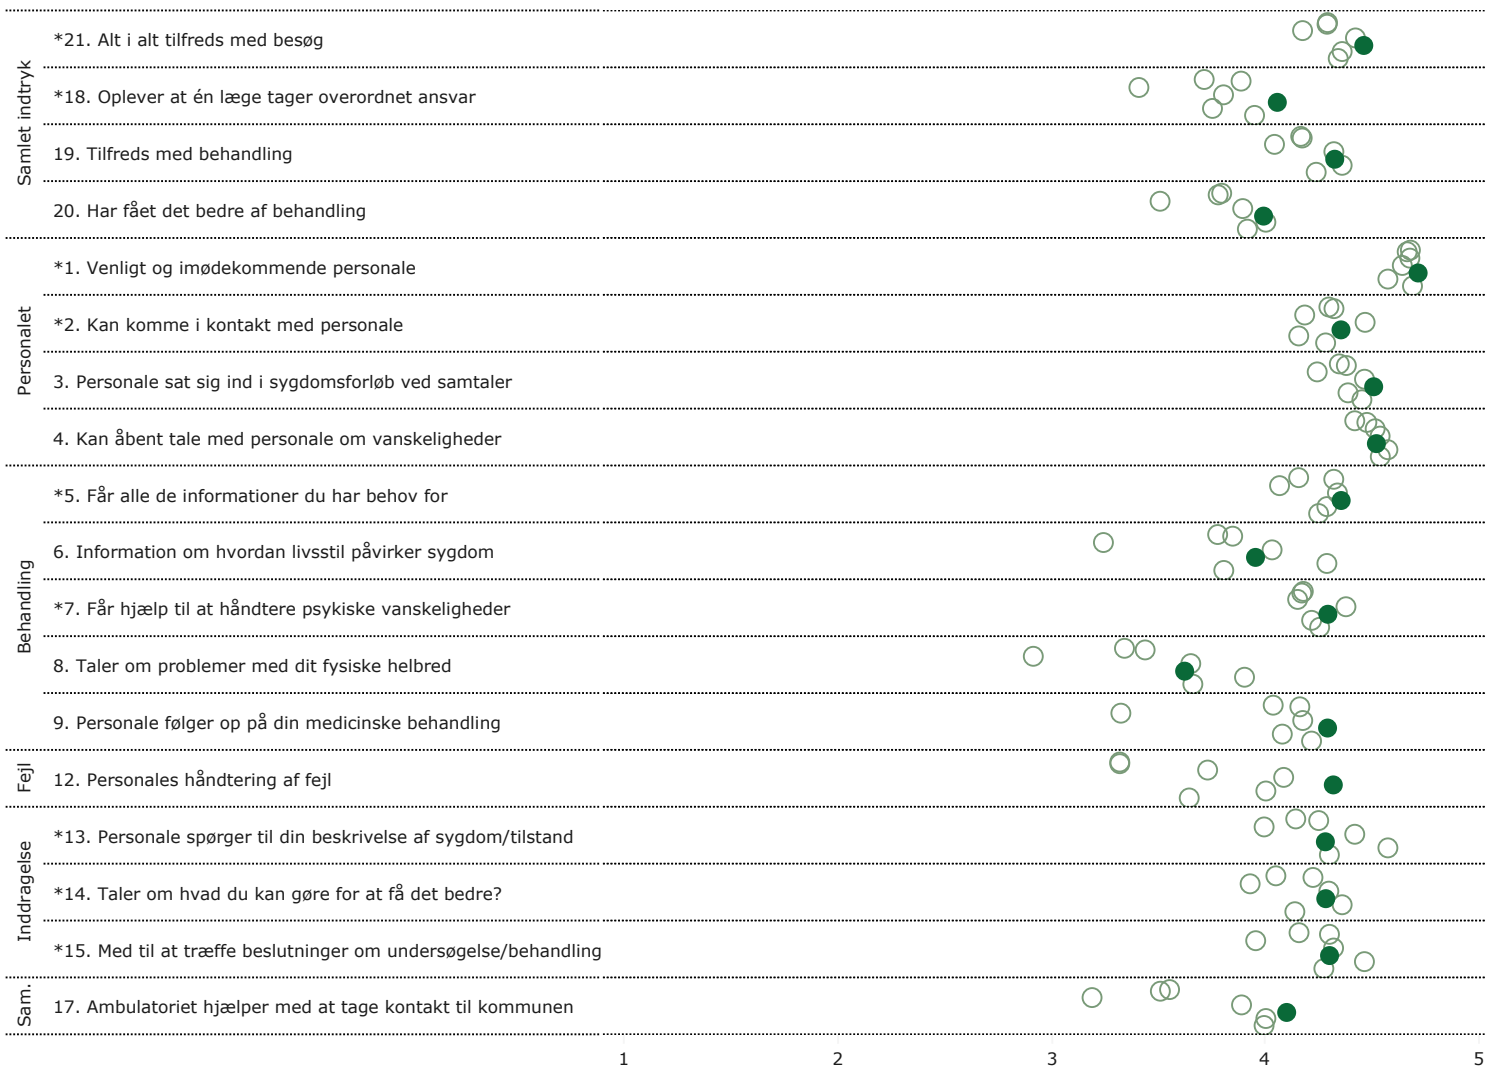 Samlet indtryk
*21. Alt i alt tilfreds med besøg
*18. Oplever at én læge tager overordnet ansvar
19. Tilfreds med behandling
20. Har fået det bedre af behandling
Personalet
*1. Venligt og imødekommende personale
*2. Kan komme i kontakt med personale
3. Personale sat sig ind i sygdomsforløb ved samtaler
4. Kan åbent tale med personale om vanskeligheder
Behandling
*5. Får alle de informationer du har behov for
6. Information om hvordan livsstil påvirker sygdom
*7. Får hjælp til at håndtere psykiske vanskeligheder
8. Taler om problemer med dit fysiske helbred
9. Personale følger op på din medicinske behandling
Fejl
12. Personales håndtering af fejl
Inddragelse
*13. Personale spørger til din beskrivelse af sygdom/tilstand
*14. Taler om hvad du kan gøre for at få det bedre?
*15. Med til at træffe beslutninger om undersøgelse/behandling
Sam.
17. Ambulatoriet hjælper med at tage kontakt til kommunen
1 2 3 4 5